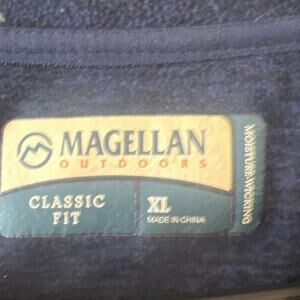 MAGELLAN
OUTDOORS
CLASSIC
FIT
XL
MADE IN CHINA
MOISTURE WICKING